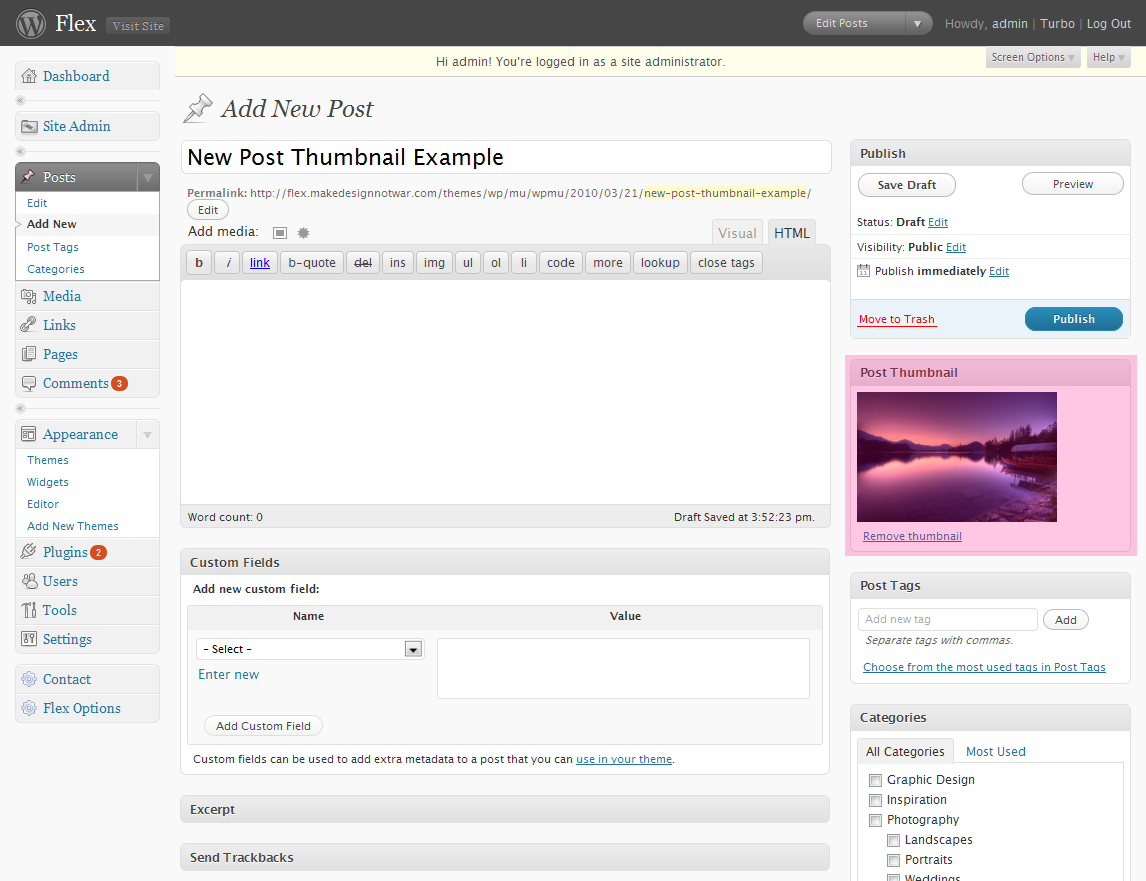 Flex Visit Site
Edit Posts
Howdy, admin | Turbo | Log Out
Hi admin! You're logged in as a site administrator.
Screen Options
Help
Dashboard
Site Admin
Posts
Edit
Add New
Post Tags
Categories
Media
Links
Pages
Comments 3
Appearance
Themes
Widgets
Editor
Add New Themes
Plugins 2
Users
Tools
Settings
Contact
Flex Options
Add New Post
New Post Thumbnail Example
Permalink: http://flex.makedesignnotwar.com/themes/wp/mu/wpmu/2010/03/21/new-post-thumbnail-example/
Edit
Add media:
Visual HTML
b i link b-quote del ins img ul ol li code more lookup close tags
Word count: 0
Draft Saved at 3:52:23 pm.
Custom Fields
Add new custom field:
Name Value
– Select –
Enter new
Add Custom Field
Custom fields can be used to add extra metadata to a post that you can use in your theme.
Excerpt
Send Trackbacks
Publish
Save Draft Preview
Status: Draft Edit
Visibility: Public Edit
11 Publish immediately Edit
Move to Trash Publish
Post Thumbnail
Remove thumbnail
Post Tags
Add new tag Add
Separate tags with commas.
Choose from the most used tags in Post Tags
Categories
All Categories Most Used
Graphic Design
Inspiration
Photography
Landscapes
Portraits
Weddings